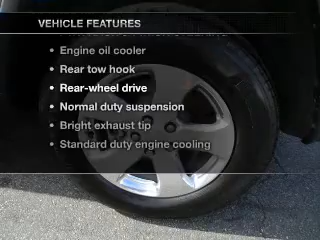 VEHICLE FEATURES
• Engine oil cooler
• Rear tow hook
• Rear-wheel drive
• Normal duty suspension
• Bright exhaust tip
• Standard duty engine cooling